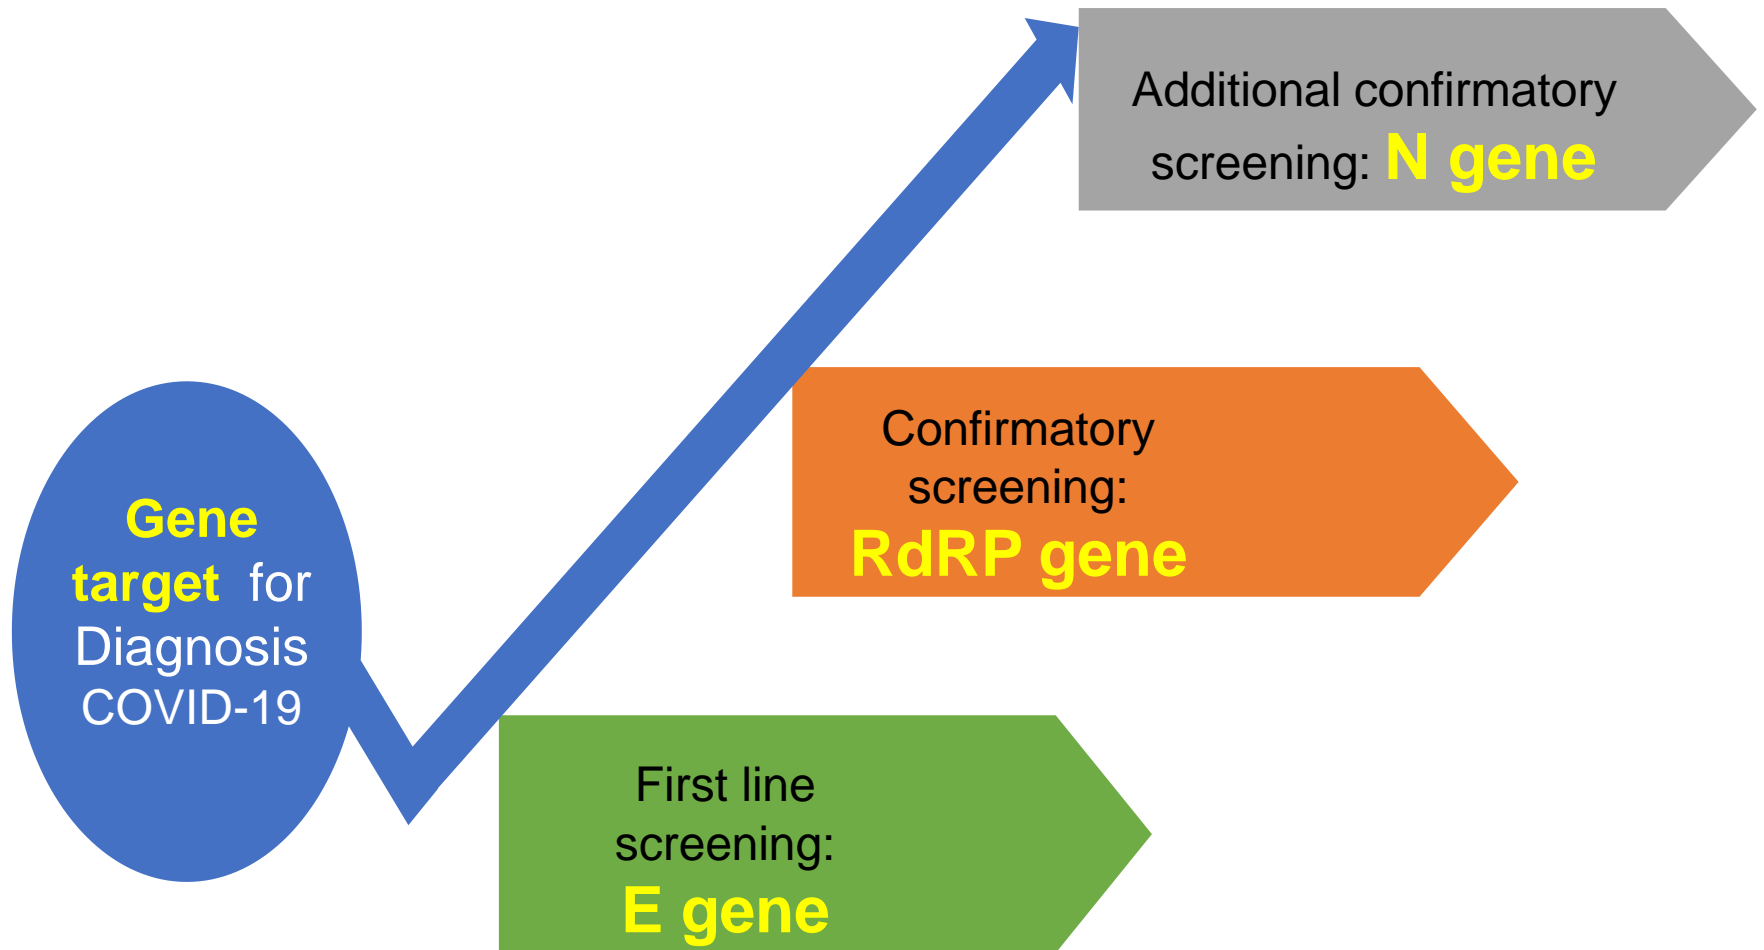 Additional confirmatory
screening: N gene
Confirmatory
screening:
RdRP gene
Gene
target for
Diagnosis
COVID-19
First line
screening:
E gene